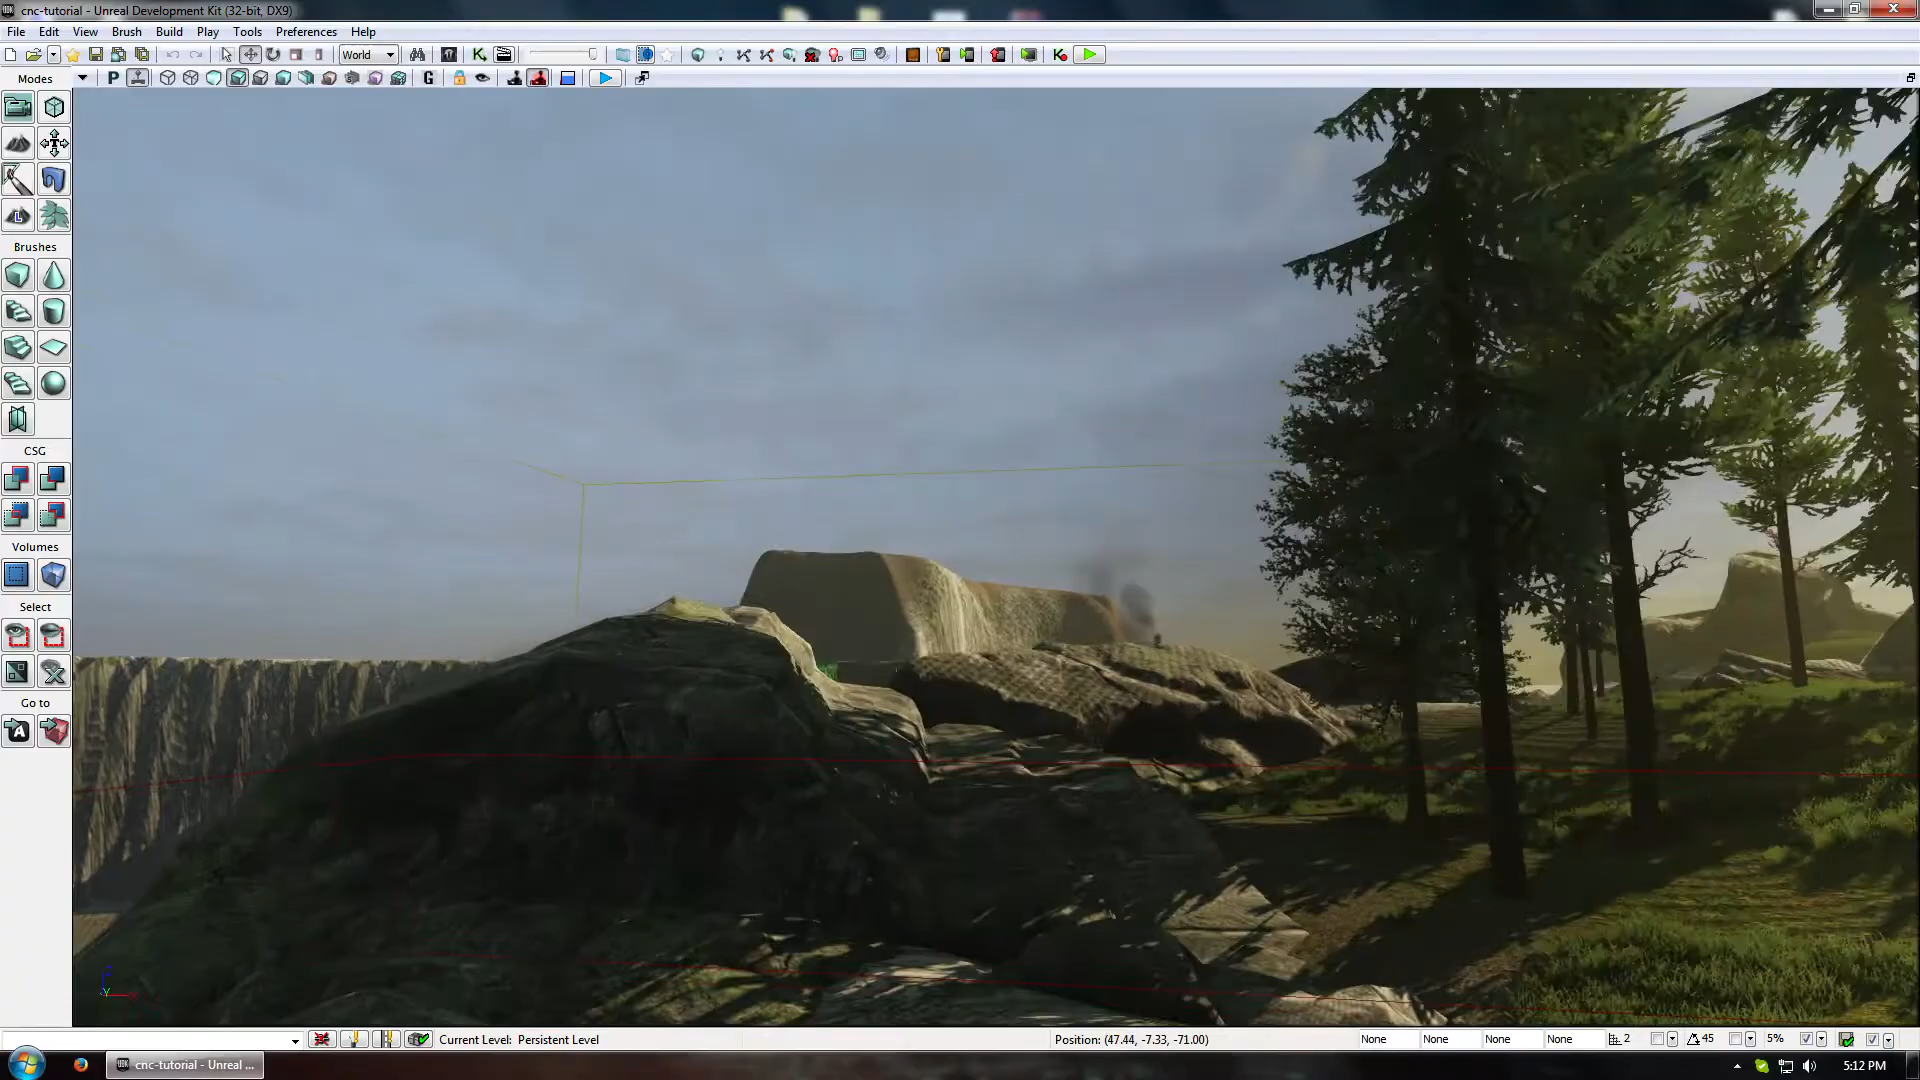 cnc-tutorial - Unreal Development Kit (32-bit, DX9)
File Edit View Brush Build Play Preferences Tools Help
World
Modes
P
G
Brushes
CSG
Volumes
Select
Go to
Current Level: Persistent Level
Position: (47.44, -7.33, -71.00)
None None None None 2 45 5%
cnc-tutorial - Unreal ...
5:12 PM